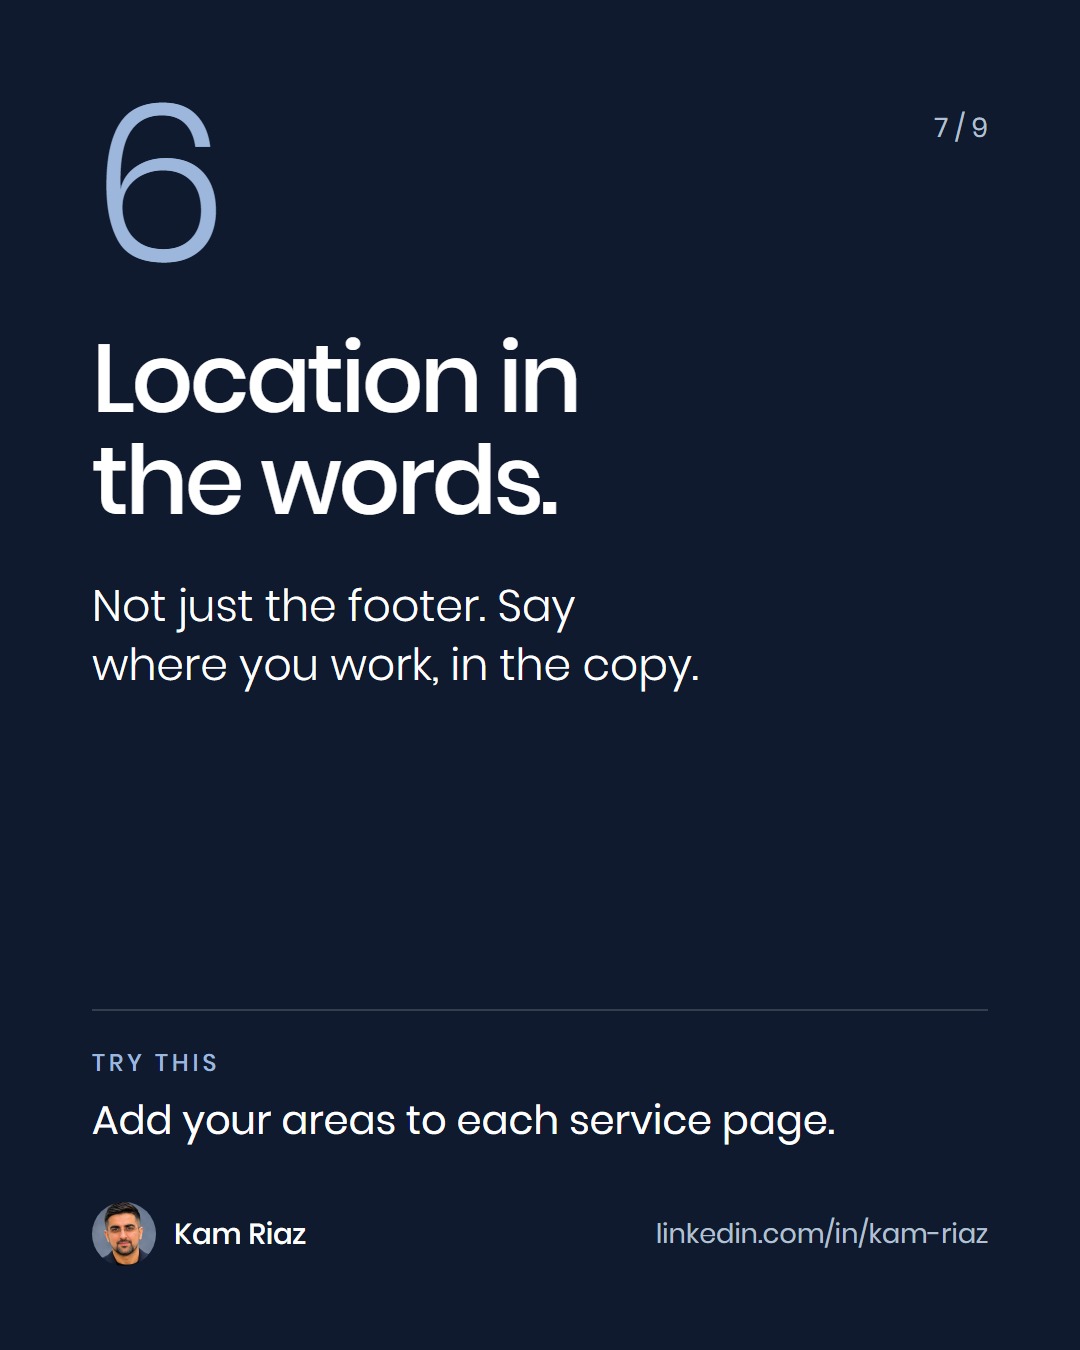 6
7 / 9
Location in
the words.
Not just the footer. Say
where you work, in the copy.
TRY THIS
Add your areas to each service page.
Kam Riaz
linkedin.com/in/kam-riaz